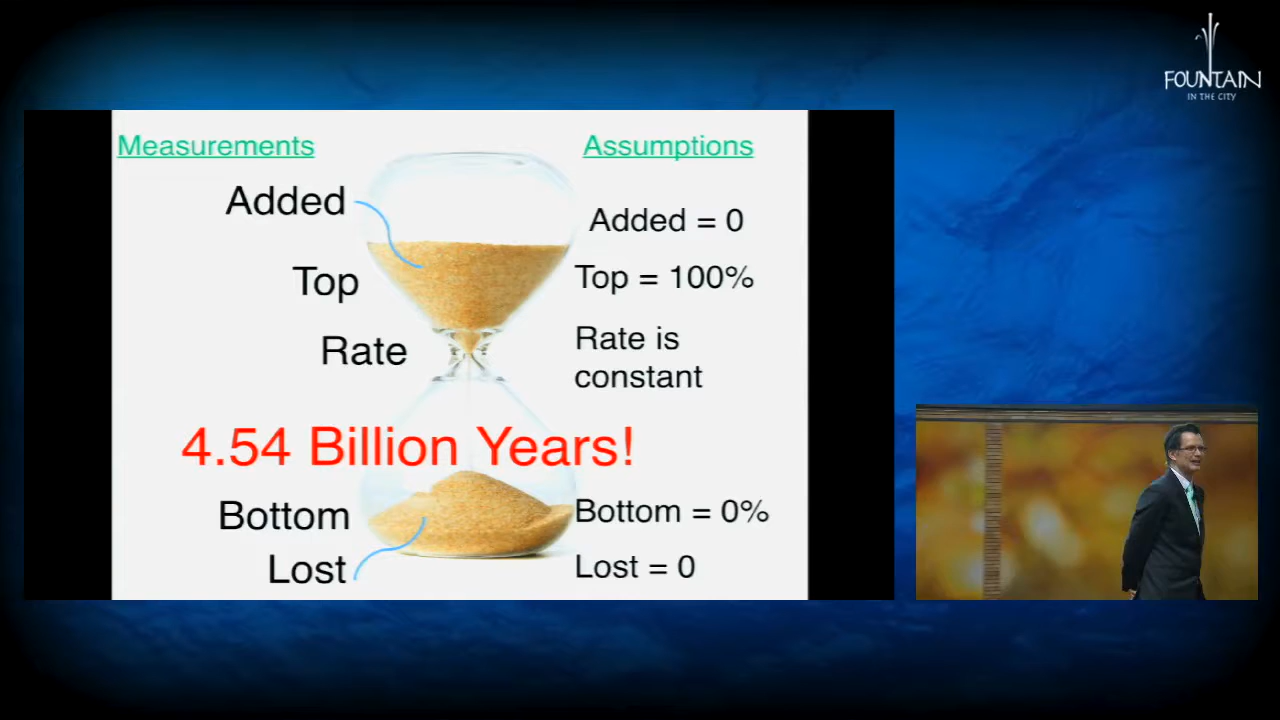 FOUNTAIN
IN THE CITY
Measurements
Assumptions
Added
Added = 0
Top
Top = 100%
Rate
Rate is
constant
4.54 Billion Years!
Bottom
Bottom = 0%
Lost
Lost = 0